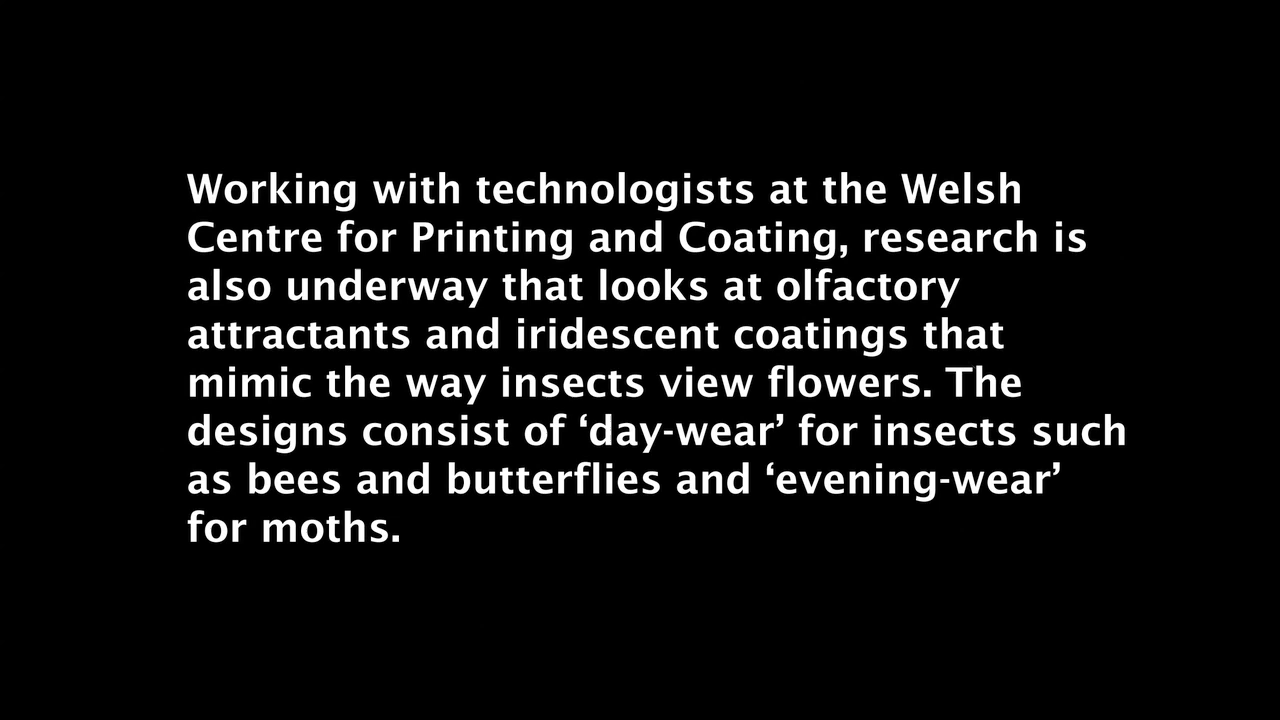 Working with technologists at the Welsh
Centre for Printing and Coating, research is
also underway that looks at olfactory
attractants and iridescent coatings that
mimic the way insects view flowers. The
designs consist of ‘day-wear’ for insects such
as bees and butterflies and ‘evening-wear’
for moths.